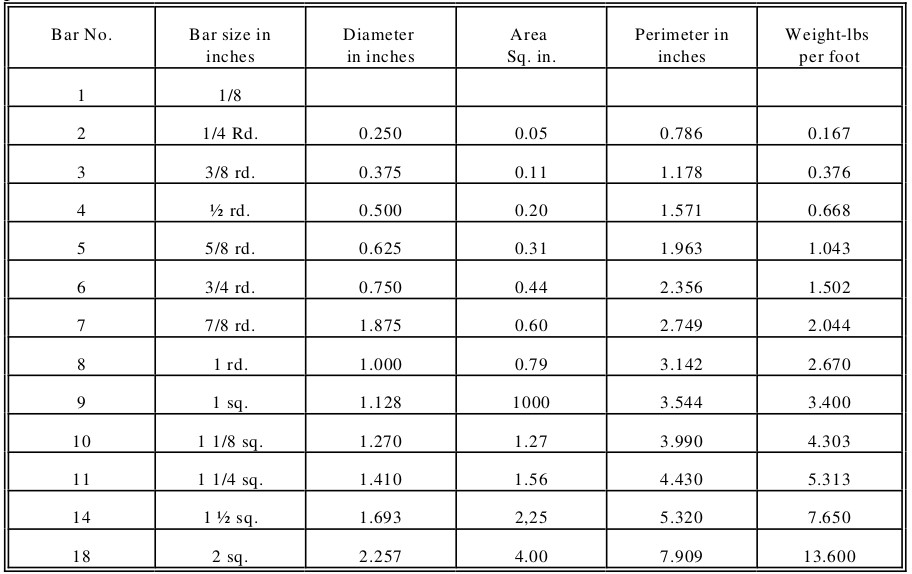 Bar No. Bar size in inches Diameter in inches Area Sq. in. Perimeter in inches Weight-lbs per foot
1 1/8
2 1/4 Rd. 0.250 0.05 0.786 0.167
3 3/8 rd. 0.375 0.11 1.178 0.376
4 ½ rd. 0.500 0.20 1.571 0.668
5 5/8 rd. 0.625 0.31 1.963 1.043
6 3/4 rd. 0.750 0.44 2.356 1.502
7 7/8 rd. 1.875 0.60 2.749 2.044
8 1 rd. 1.000 0.79 3.142 2.670
9 1 sq. 1.128 1000 3.544 3.400
10 1 1/8 sq. 1.270 1.27 3.990 4.303
11 1 1/4 sq. 1.410 1.56 4.430 5.313
14 1 ½ sq. 1.693 2,25 5.320 7.650
18 2 sq. 2.257 4.00 7.909 13.600